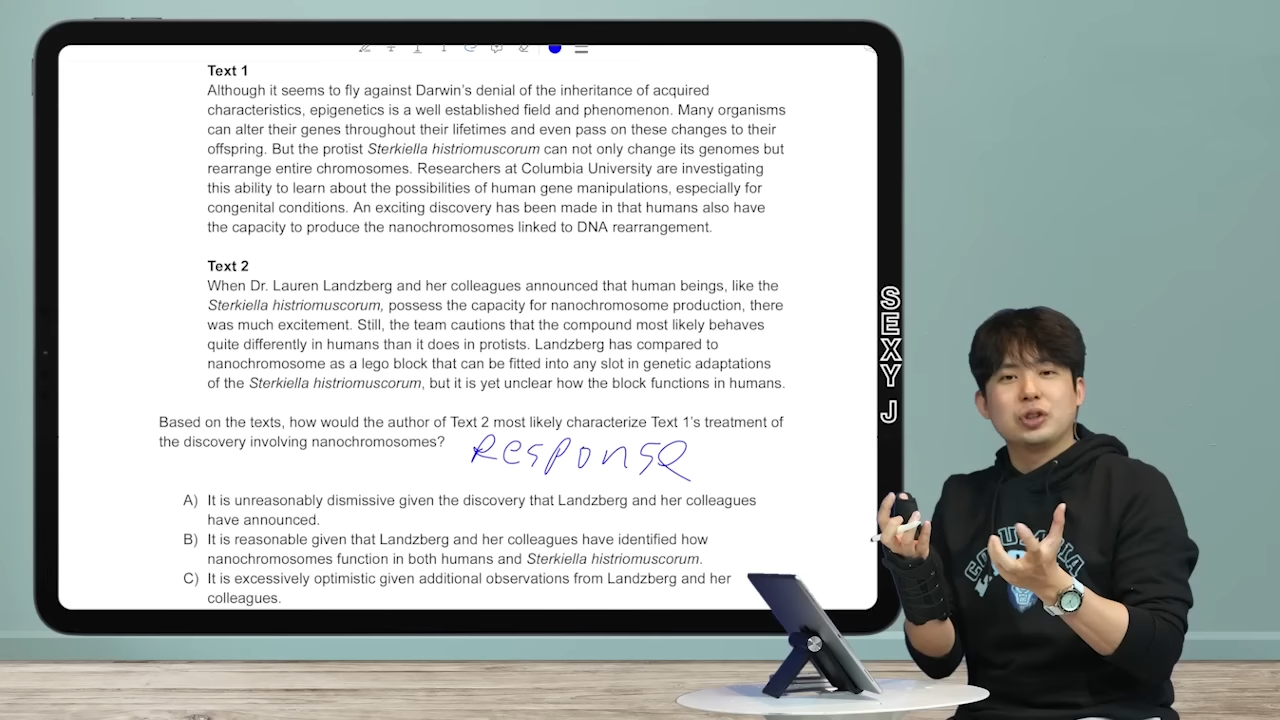 Text 1
Although it seems to fly against Darwin's denial of the inheritance of acquired
characteristics, epigenetics is a well established field and phenomenon. Many organisms
can alter their genes throughout their lifetimes and even pass on these changes to their
offspring. But the protist Sterkiella histriomuscorum can not only change its genomes but
rearrange entire chromosomes. Researchers at Columbia University are investigating
this ability to learn about the possibilities of human gene manipulations, especially for
congenital conditions. An exciting discovery has been made in that humans also have
the capacity to produce the nanochromosomes linked to DNA rearrangement.
Text 2
When Dr. Lauren Landzberg and her colleagues announced that human beings, like the
Sterkiella histriomuscorum, possess the capacity for nanochromosome production, there
was much excitement. Still, the team cautions that the compound most likely behaves
quite differently in humans than it does in protists. Landzberg has compared to
nanochromosome as a lego block that can be fitted into any slot in genetic adaptations
of the Sterkiella histriomuscorum, but it is yet unclear how the block functions in humans.
Based on the texts, how would the author of Text 2 most likely characterize Text 1's treatment of
the discovery involving nanochromosomes?
Response
A) It is unreasonably dismissive given the discovery that Landzberg and her colleagues
have announced.
B) It is reasonable given that Landzberg and her colleagues have identified how
nanochromosomes function in both humans and Sterkiella histriomuscorum.
C) It is excessively optimistic given additional observations from Landzberg and her
colleagues.
SEXY J
COLUMBIA